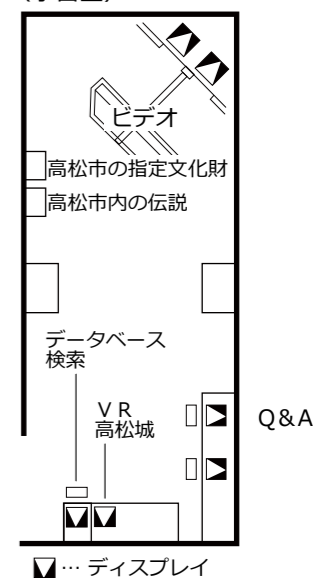 ビデオ
高松市の指定文化財
高松市内の伝説
データベース
検索
ＶＲ
高松城
Q&A
… ディスプレイ